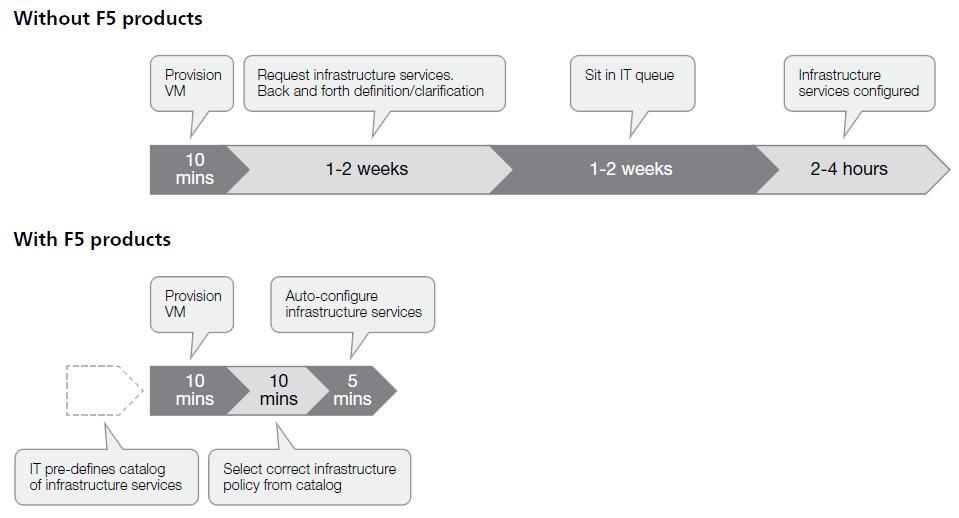 Without F5 products
Provision
VM
Request infrastructure services.
Back and forth definition/clarification
Sit in IT queue
Infrastructure
services configured
10
mins
1-2 weeks
1-2 weeks
2-4 hours
With F5 products
Provision
VM
Auto-configure
infrastructure services
10
mins
10
mins
5
mins
IT pre-defines catalog
of infrastructure services
Select correct infrastructure
policy from catalog